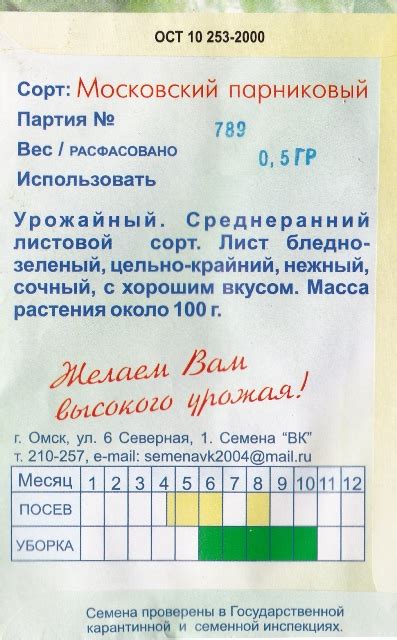 ОСТ 10 253-2000
Сорт: Московский парниковый
Партия №
789
Вес / РАСФАСОВАНО
0,5 ГР
Использовать
Урожайный. Среднеранний
листовой сорт. Лист бледно-
зеленый, цельно-крайний, нежный,
сочный, с хорошим вкусом. Масса
растения около 100 г.
Желаем Вам
высокого урожая!
г. Омск, ул. 6 Северная, 1. Семена "ВК"
т. 210-257, e-mail: semenavk2004@mail.ru
Месяц 1 2 3 4 5 6 7 8 9 10 11 12
ПОСЕВ
УБОРКА
Семена проверены в Государственной
карантинной и семенной инспекциях.